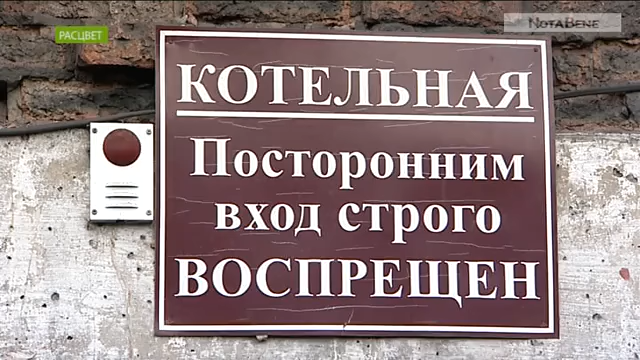 РАСЦВЕТ
NOTABENE
КОТЕЛЬНАЯ
Посторонним
вход строго
ВОСПРЕЩЕН